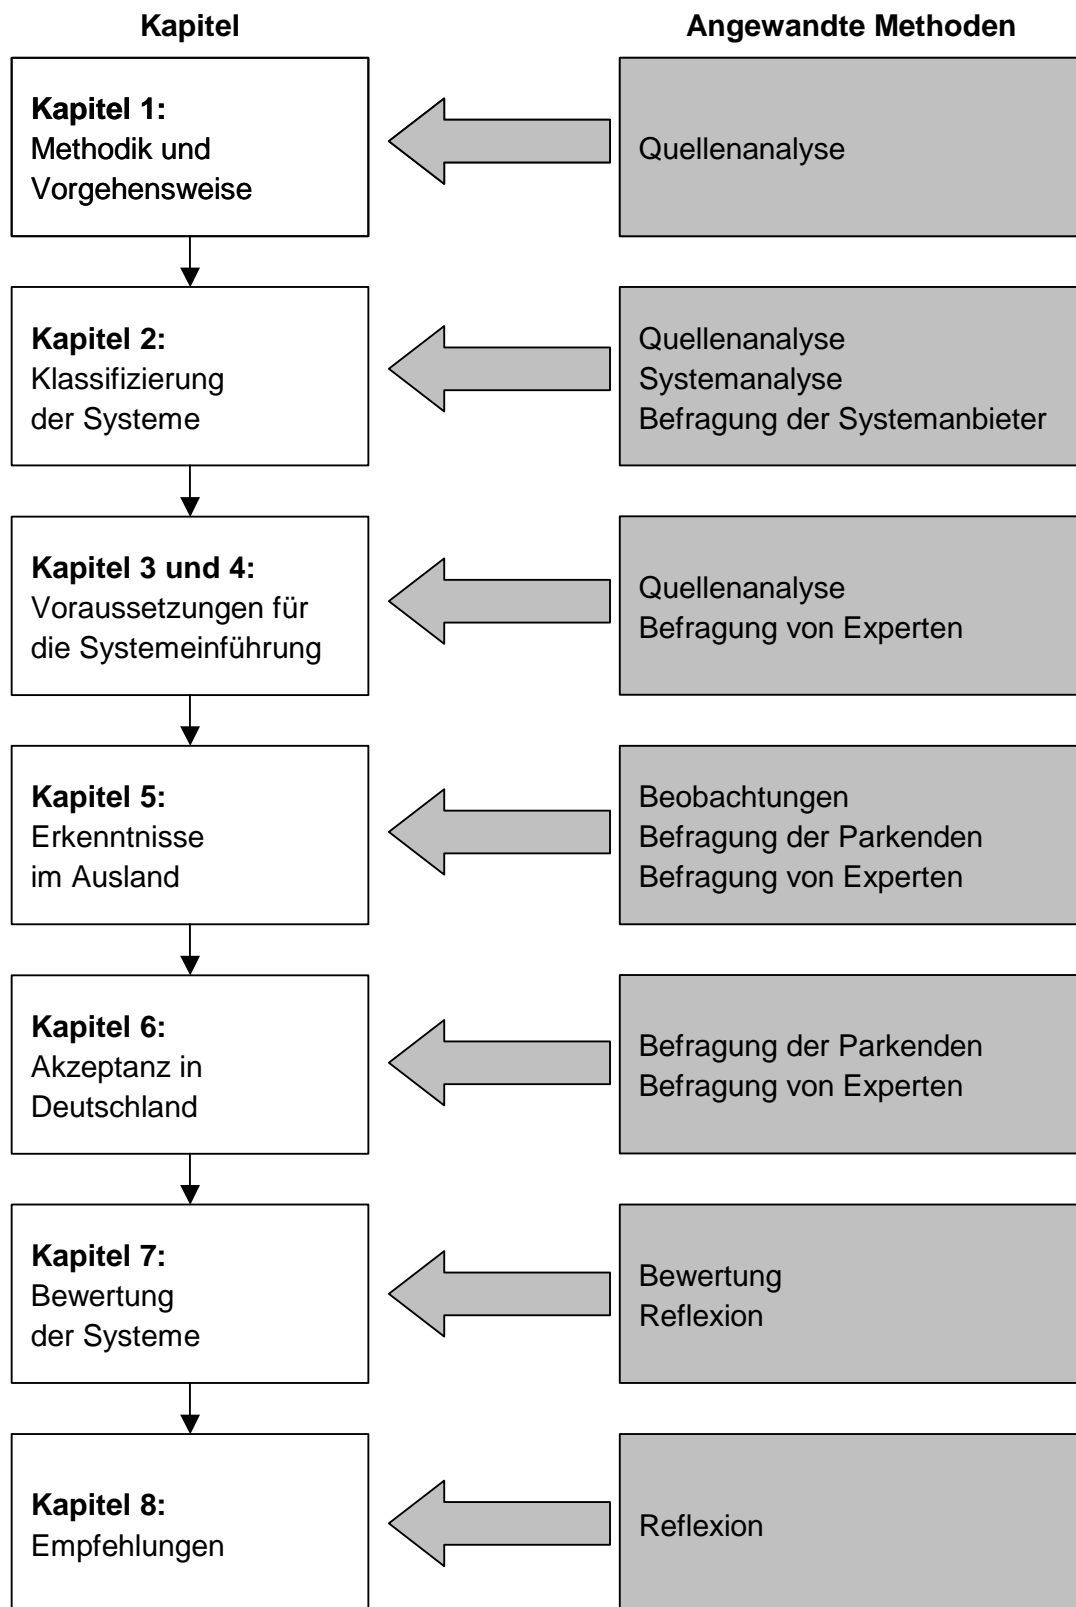 Kapitel
Angewandte Methoden
Kapitel 1:
Methodik und
Vorgehensweise
Quellenanalyse
Kapitel 2:
Klassifizierung
der Systeme
Quellenanalyse
Systemanalyse
Befragung der Systemanbieter
Kapitel 3 und 4:
Voraussetzungen für
die Systemeinführung
Quellenanalyse
Befragung von Experten
Kapitel 5:
Erkenntnisse
im Ausland
Beobachtungen
Befragung der Parkenden
Befragung von Experten
Kapitel 6:
Akzeptanz in
Deutschland
Befragung der Parkenden
Befragung von Experten
Kapitel 7:
Bewertung
der Systeme
Bewertung
Reflexion
Kapitel 8:
Empfehlungen
Reflexion